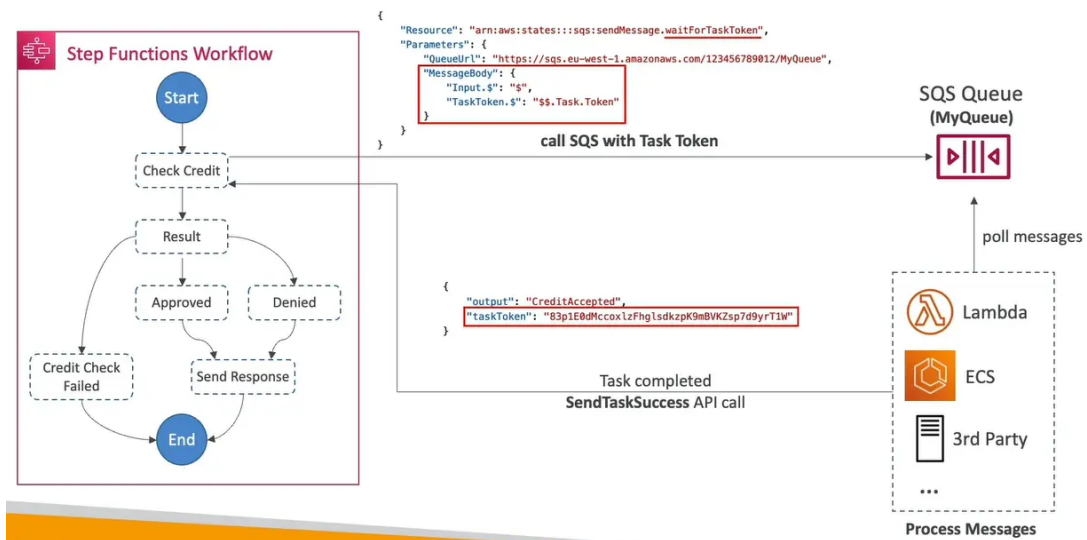 Step Functions Workflow
Start
Check Credit
Result
Approved
Denied
Credit Check
Failed
Send Response
End
{
"Resource": "arn:aws:states:::sqs:sendMessage.waitForTaskToken",
"Parameters": {
"QueueUrl": "https://sqs.eu-west-1.amazonaws.com/123456789012/MyQueue",
"MessageBody": {
"Input.$": "$",
"TaskToken.$": "$$.Task.Token"
}
}
}
call SQS with Task Token
SQS Queue
(MyQueue)
poll messages
{
"output": "CreditAccepted",
"taskToken": "83p1E0dMccoxlzFhglsdkzpK9mBVKZsp7d9yrT1W"
}
Task completed
SendTaskSuccess API call
Lambda
ECS
3rd Party
...
Process Messages